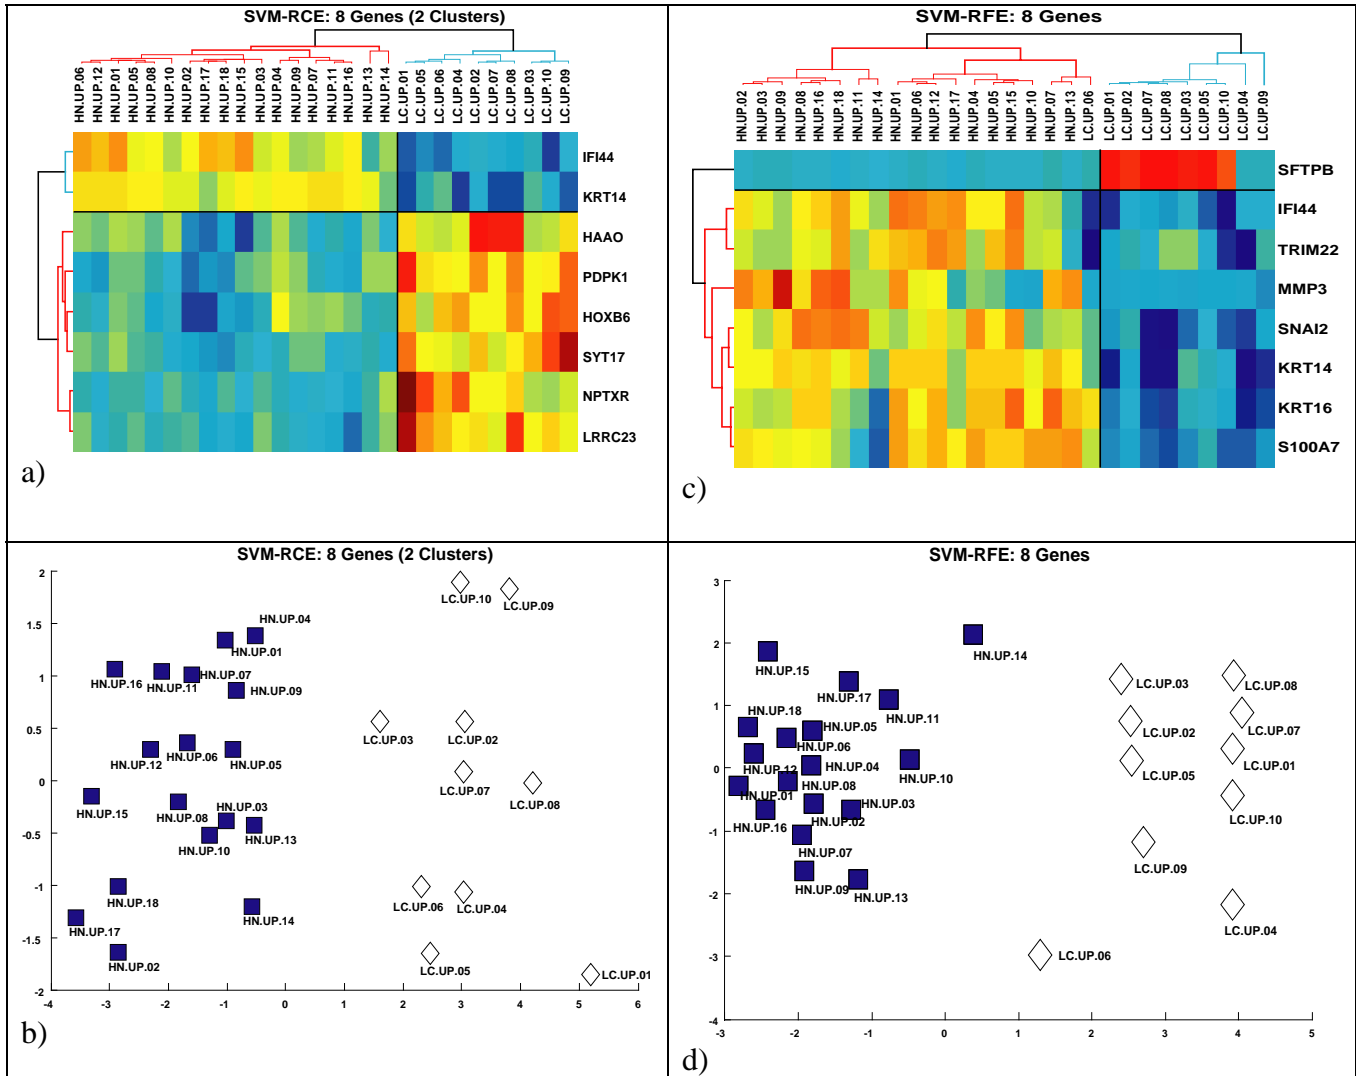 SVM-RCE: 8 Genes (2 Clusters)
HN.UP.06 HN.UP.12 HN.UP.01 HN.UP.05 HN.UP.08 HN.UP.10 HN.UP.02 HN.UP.17 HN.UP.18 HN.UP.15 HN.UP.03 HN.UP.04 HN.UP.09 HN.UP.07 HN.UP.11 HN.UP.16 HN.UP.13 HN.UP.14 LC.UP.01 LC.UP.05 LC.UP.06 LC.UP.04 LC.UP.02 LC.UP.07 LC.UP.08 LC.UP.03 LC.UP.10 LC.UP.09
IFI44
KRT14
HAAO
PDPK1
HOXB6
SYT17
NPTXR
LRRC23
a)
SVM-RFE: 8 Genes
HN.UP.02 HN.UP.03 HN.UP.09 HN.UP.08 HN.UP.16 HN.UP.18 HN.UP.11 HN.UP.14 HN.UP.01 HN.UP.06 HN.UP.12 HN.UP.17 HN.UP.04 HN.UP.05 HN.UP.15 HN.UP.10 HN.UP.07 HN.UP.13 LC.UP.06 LC.UP.01 LC.UP.02 LC.UP.07 LC.UP.08 LC.UP.03 LC.UP.05 LC.UP.10 LC.UP.04 LC.UP.09
SFTPB
IFI44
TRIM22
MMP3
SNAI2
KRT14
KRT16
S100A7
c)
SVM-RCE: 8 Genes (2 Clusters)
2
LC.UP.10 LC.UP.09
1.5
HN.UP.04
HN.UP.01
1
HN.UP.16 HN.UP.11 HN.UP.07 HN.UP.09
0.5
LC.UP.03 LC.UP.02
HN.UP.12 HN.UP.06 HN.UP.05
0
LC.UP.07 LC.UP.08
HN.UP.15 HN.UP.08 HN.UP.03
-0.5
HN.UP.10 HN.UP.13
-1
HN.UP.18 HN.UP.14 LC.UP.06 LC.UP.04
HN.UP.17
-1.5
HN.UP.02 LC.UP.05 LC.UP.01
-2
-4 -3 -2 -1 0 1 2 3 4 5 6
b)
SVM-RFE: 8 Genes
3
2
HN.UP.15 HN.UP.14
HN.UP.17 LC.UP.03 LC.UP.08
1
HN.UP.18 HN.UP.05 HN.UP.11 LC.UP.02 LC.UP.07
HN.UP.06
0
HN.UP.12 HN.UP.04 HN.UP.10 LC.UP.05 LC.UP.01
HN.UP.01 HN.UP.08 HN.UP.03
HN.UP.16 HN.UP.02 LC.UP.10
-1
HN.UP.07 LC.UP.09
HN.UP.09 HN.UP.13
-2
LC.UP.04
-3
LC.UP.06
-4
-3 -2 -1 0 1 2 3 4 5
d)